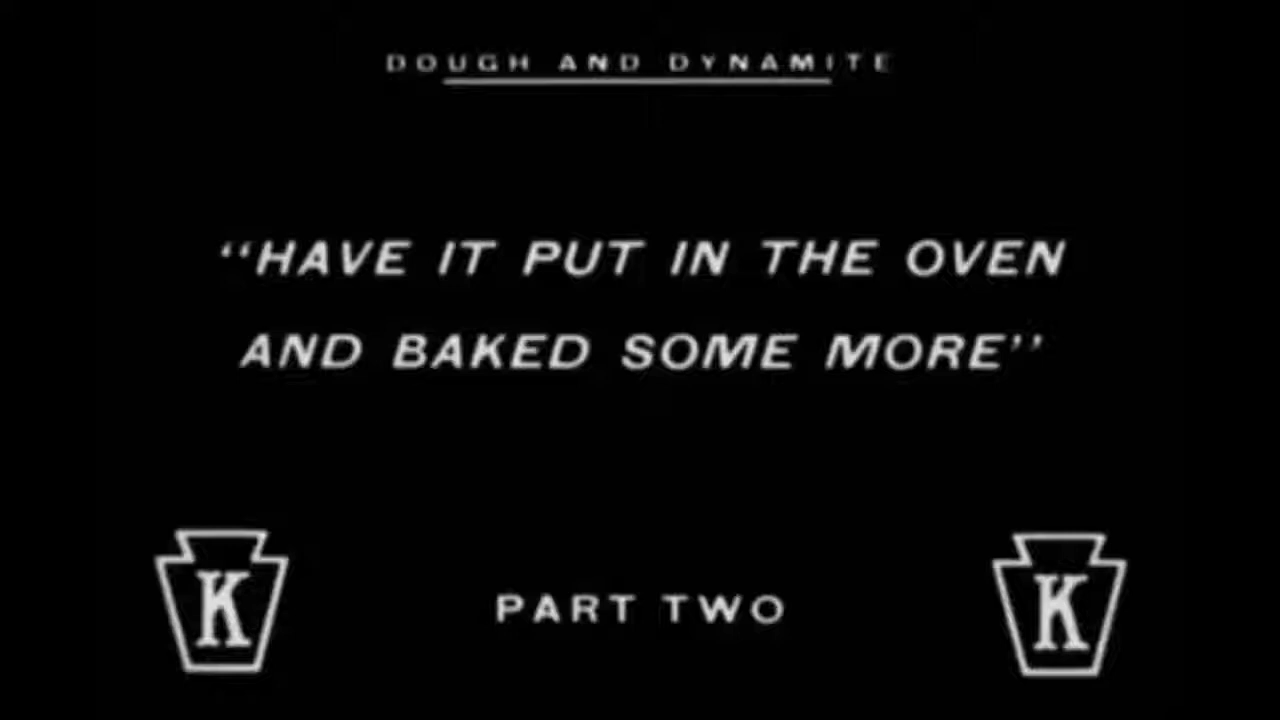 DOUGH AND DYNAMITE
“HAVE IT PUT IN THE OVEN
AND BAKED SOME MORE”
K PART TWO K